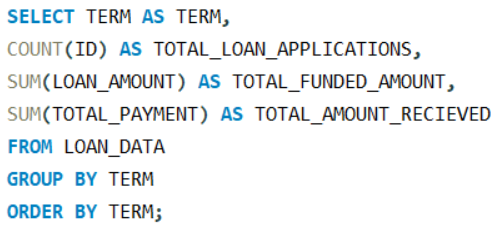 SELECT TERM AS TERM,
COUNT(ID) AS TOTAL_LOAN_APPLICATIONS,
SUM(LOAN_AMOUNT) AS TOTAL_FUNDED_AMOUNT,
SUM(TOTAL_PAYMENT) AS TOTAL_AMOUNT_RECIEVED
FROM LOAN_DATA
GROUP BY TERM
ORDER BY TERM;